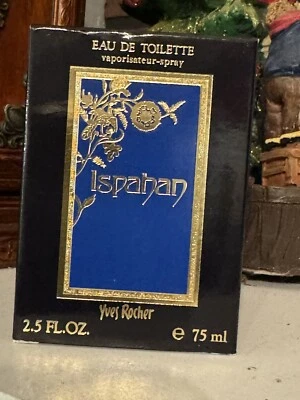 EAU DE TOILETTE
vaporisateur-spray
Ispahan
Yves Rocher
2.5 FL.OZ. e 75 ml